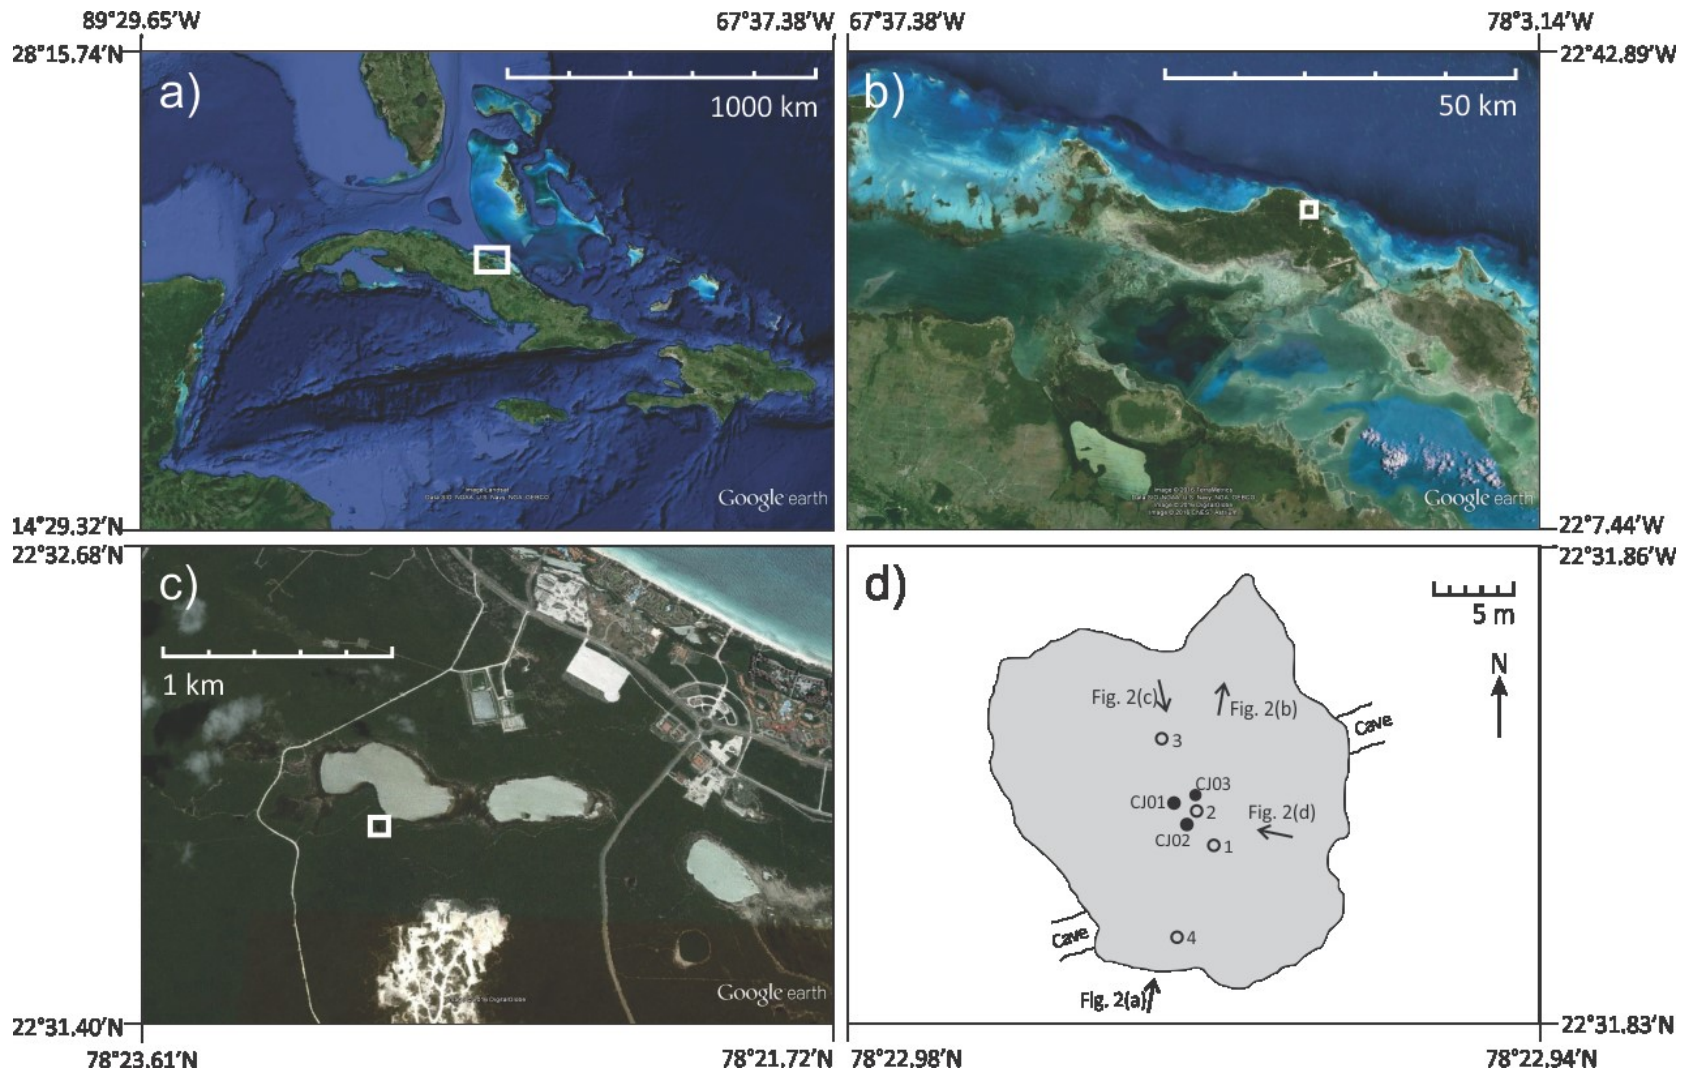 89°29.65'W 67°37.38'W 67°37.38'W 78°3.14'W
28°15.74'N 22°42.89'W
a) b)
1000 km 50 km
Google earth Google earth
14°29.32'N 22°7.44'W
22°32.68'N 22°31.86'W
c) d)
5 m
N
1 km
Fig. 2(c) Fig. 2(b)
Cave
3
CJ03
CJ01
2 Fig. 2(d)
CJ02
1
Cave
4
Google earth
Fig. 2(a)
22°31.40'N 22°31.83'W
78°23.61'N 78°21.72'N 78°22.98'N 78°22.94'N